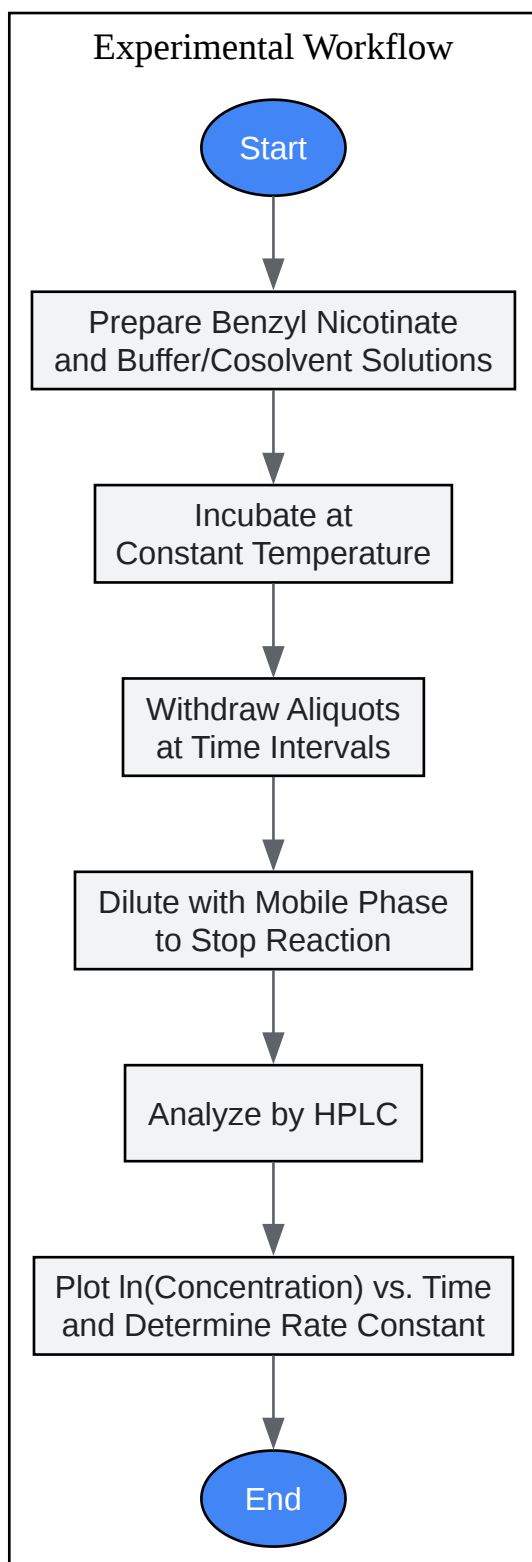 Experimental Workflow
Start
Prepare Benzyl Nicotinate
and Buffer/Cosolvent Solutions
Incubate at
Constant Temperature
Withdraw Aliquots
at Time Intervals
Dilute with Mobile Phase
to Stop Reaction
Analyze by HPLC
Plot ln(Concentration) vs. Time
and Determine Rate Constant
End